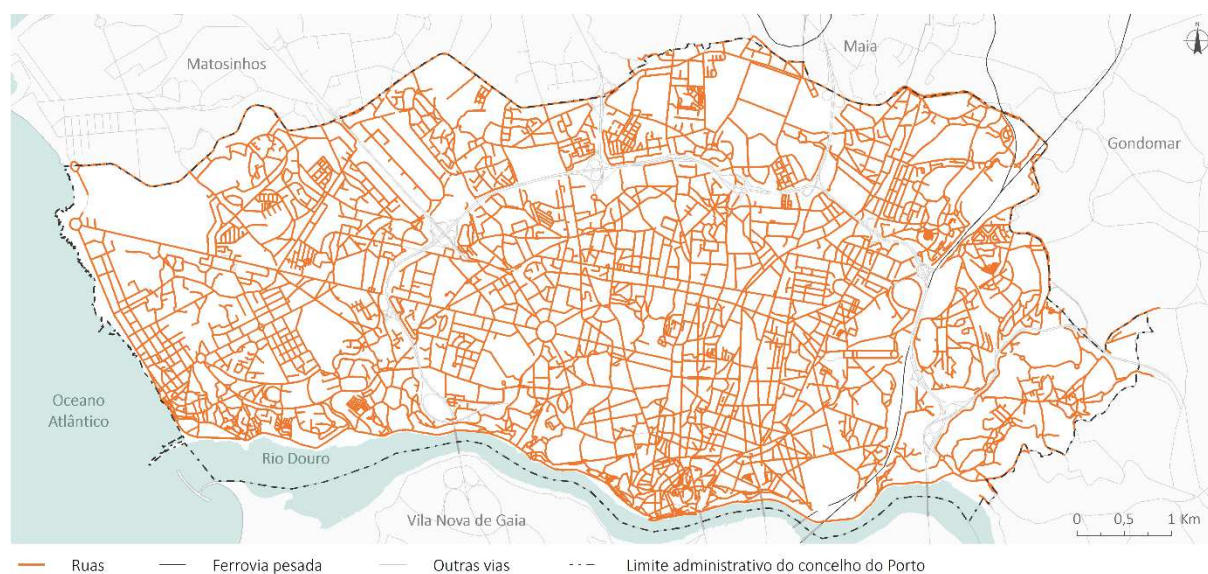 Matosinhos
Maia
N
Gondomar
Oceano
Atlântico
Rio Douro
Vila Nova de Gaia
0 0,5 1 Km
Ruas Ferrovia pesada Outras vias Limite administrativo do concelho do Porto